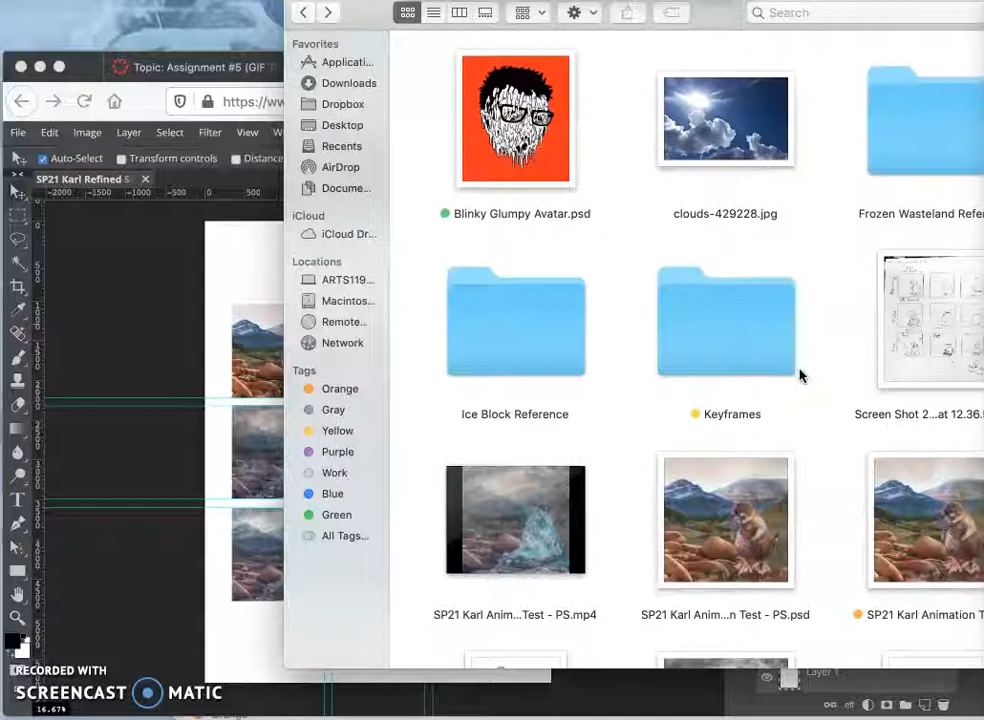 Search
Favorites
Applicati...
Downloads
Dropbox
Desktop
Recents
AirDrop
Docume...
iCloud
iCloud Dr...
Locations
ARTS119...
Macintos...
Remote...
Network
Tags
Orange
Gray
Yellow
Purple
Work
Blue
Green
All Tags...
Blinky Glumpy Avatar.psd
clouds-429228.jpg
Frozen Wasteland Refe
Ice Block Reference
Keyframes
Screen Shot 2...at 12.36.5
SP21 Karl Anim...Test - PS.mp4
SP21 Karl Anim...n Test - PS.psd
SP21 Karl Animation T
Topic: Assignment #5 (GIF
https://ww
File Edit Image Layer Select Filter View W
Auto-Select Transform controls Distance
SP21 Karl Refined S
-2000 -1500 -1000 -500 0 500
RECORDED WITH
SCREENCAST MATIC
16.67%
Layer 1
eff